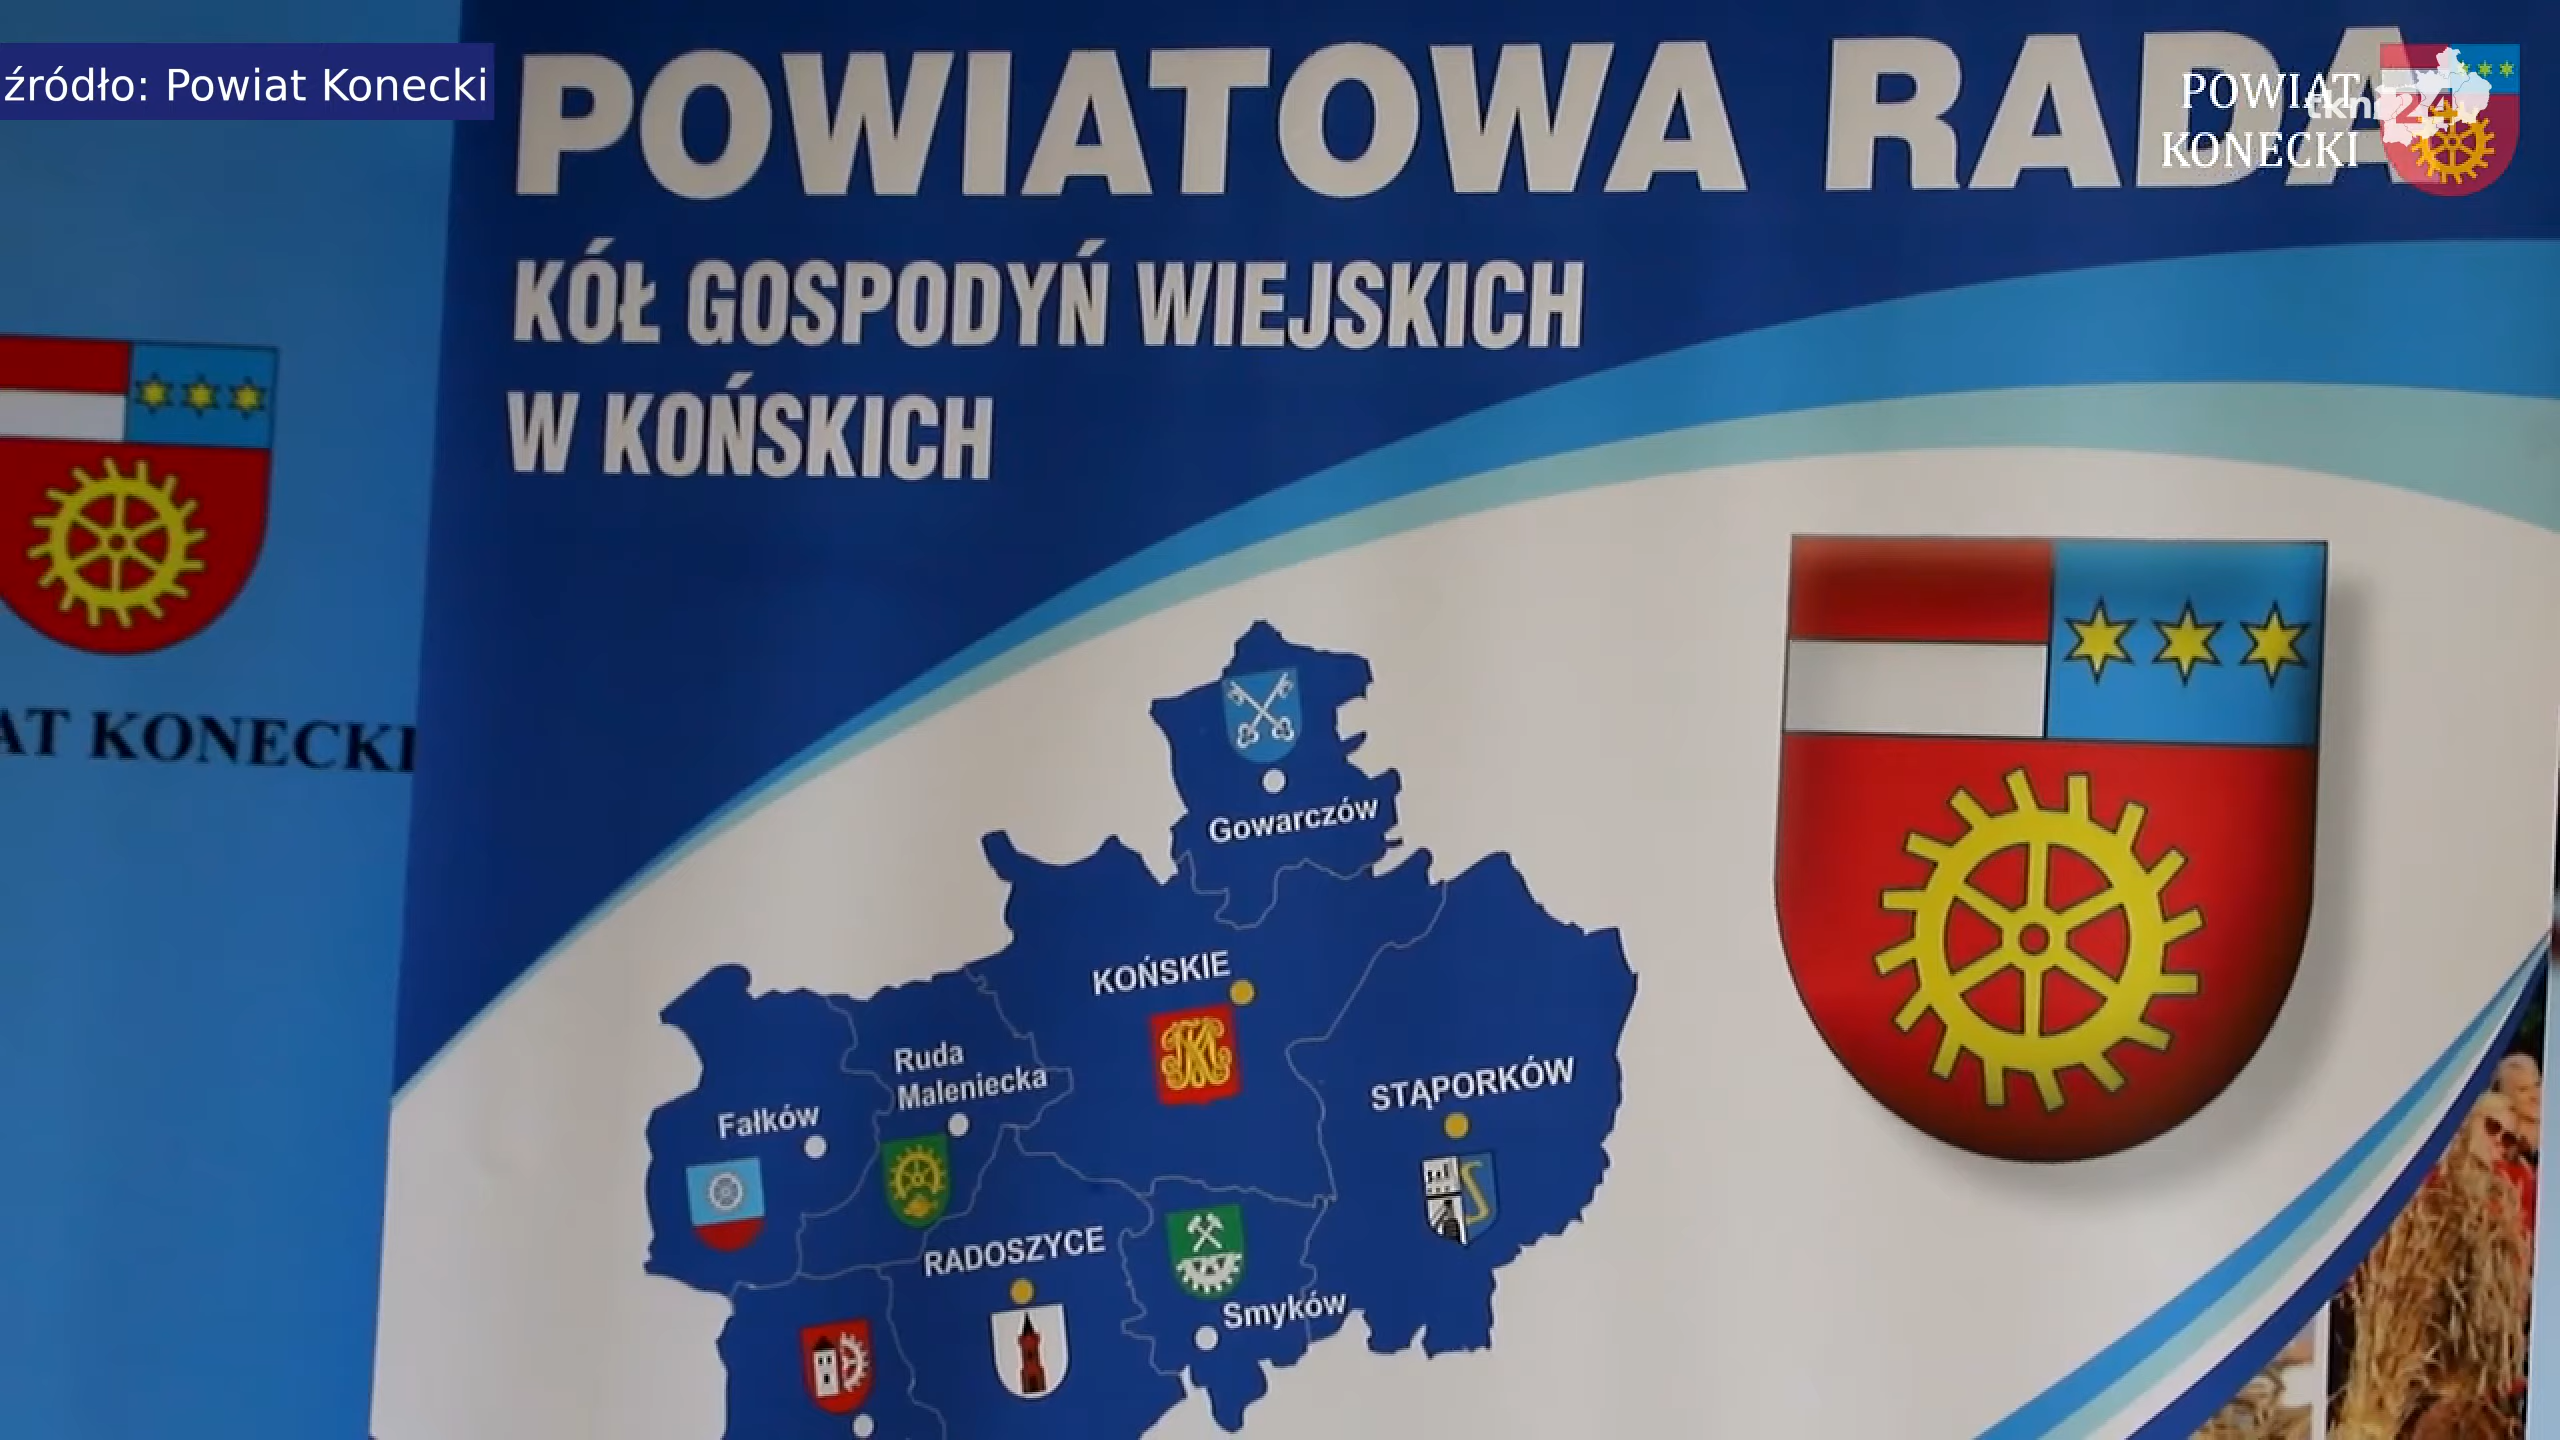 źródło: Powiat Konecki
POWIATOWA RADA
POWIAT
KONECKI
KÓŁ GOSPODYŃ WIEJSKICH
W KOŃSKICH
AT KONECKI
Gowarczów
KOŃSKIE
Ruda
Maleniecka
STĄPORKÓW
Fałków
RADOSZYCE
Smyków